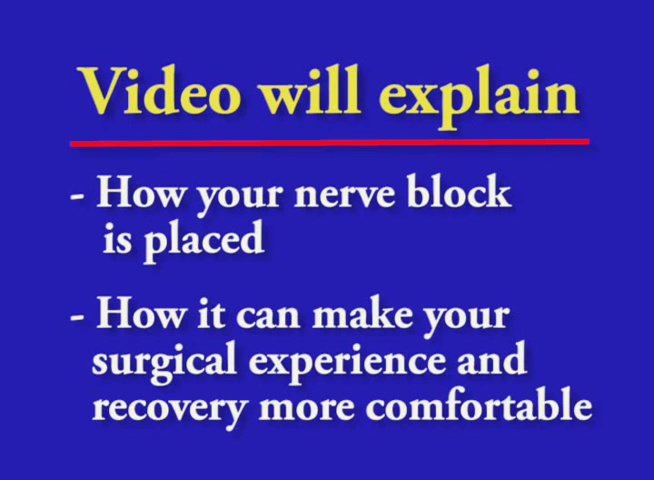 Video will explain
- How your nerve block
is placed
- How it can make your
surgical experience and
recovery more comfortable